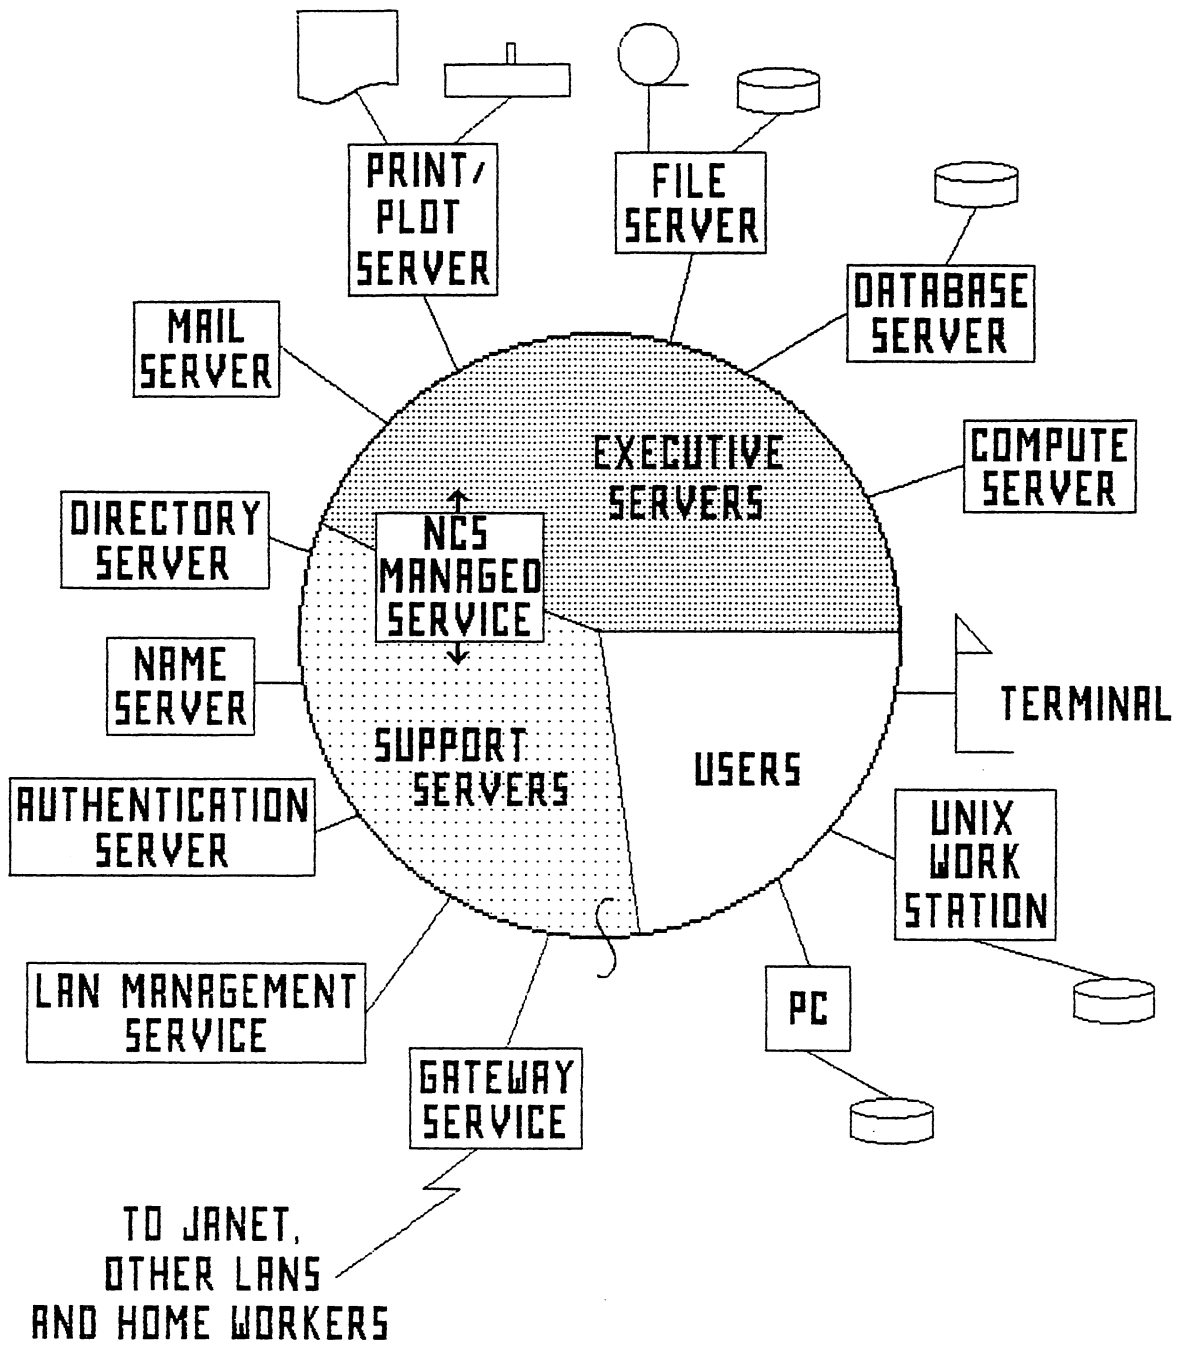 PRINT/
PLOT
SERVER
FILE
SERVER
DATABASE
SERVER
MAIL
SERVER
COMPUTE
SERVER
EXECUTIVE
SERVERS
DIRECTORY
SERVER
NCS
MANAGED
SERVICE
NAME
SERVER
TERMINAL
SUPPORT
SERVERS
USERS
AUTHENTICATION
SERVER
UNIX
WORK
STATION
LAN MANAGEMENT
SERVICE
PC
GATEWAY
SERVICE
TO JANET,
OTHER LANS
AND HOME WORKERS